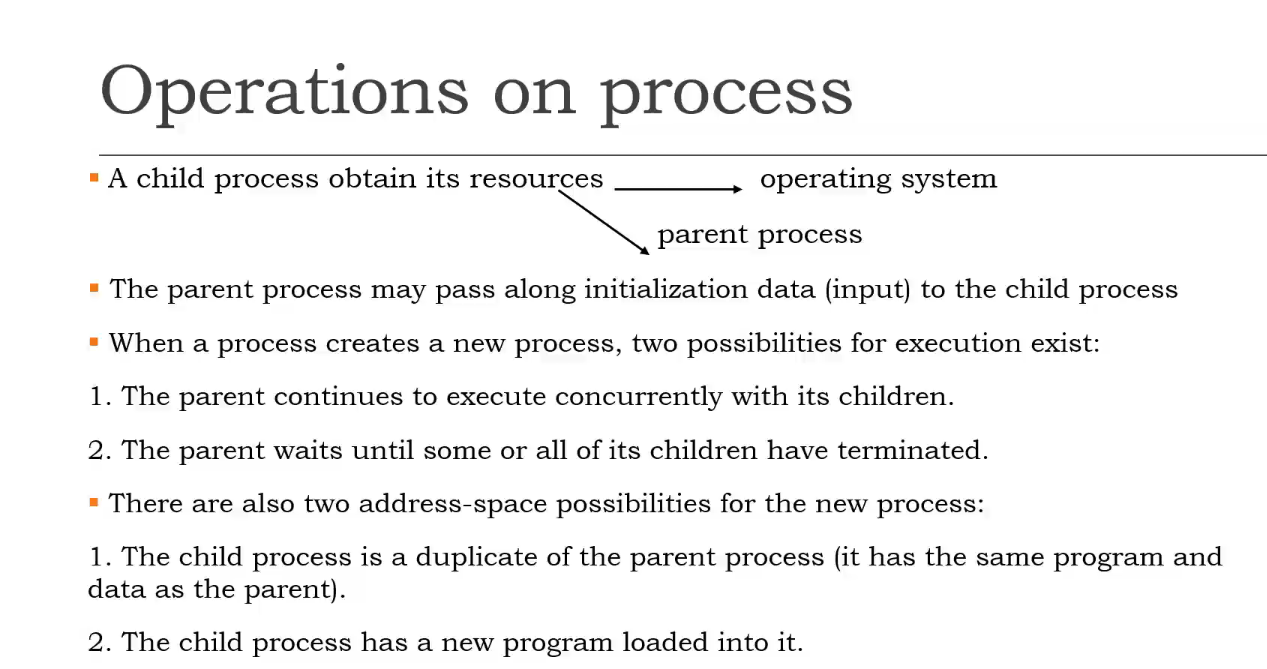 Operations on process
A child process obtain its resources operating system
parent process
The parent process may pass along initialization data (input) to the child process
When a process creates a new process, two possibilities for execution exist:
1. The parent continues to execute concurrently with its children.
2. The parent waits until some or all of its children have terminated.
There are also two address-space possibilities for the new process:
1. The child process is a duplicate of the parent process (it has the same program and
data as the parent).
2. The child process has a new program loaded into it.